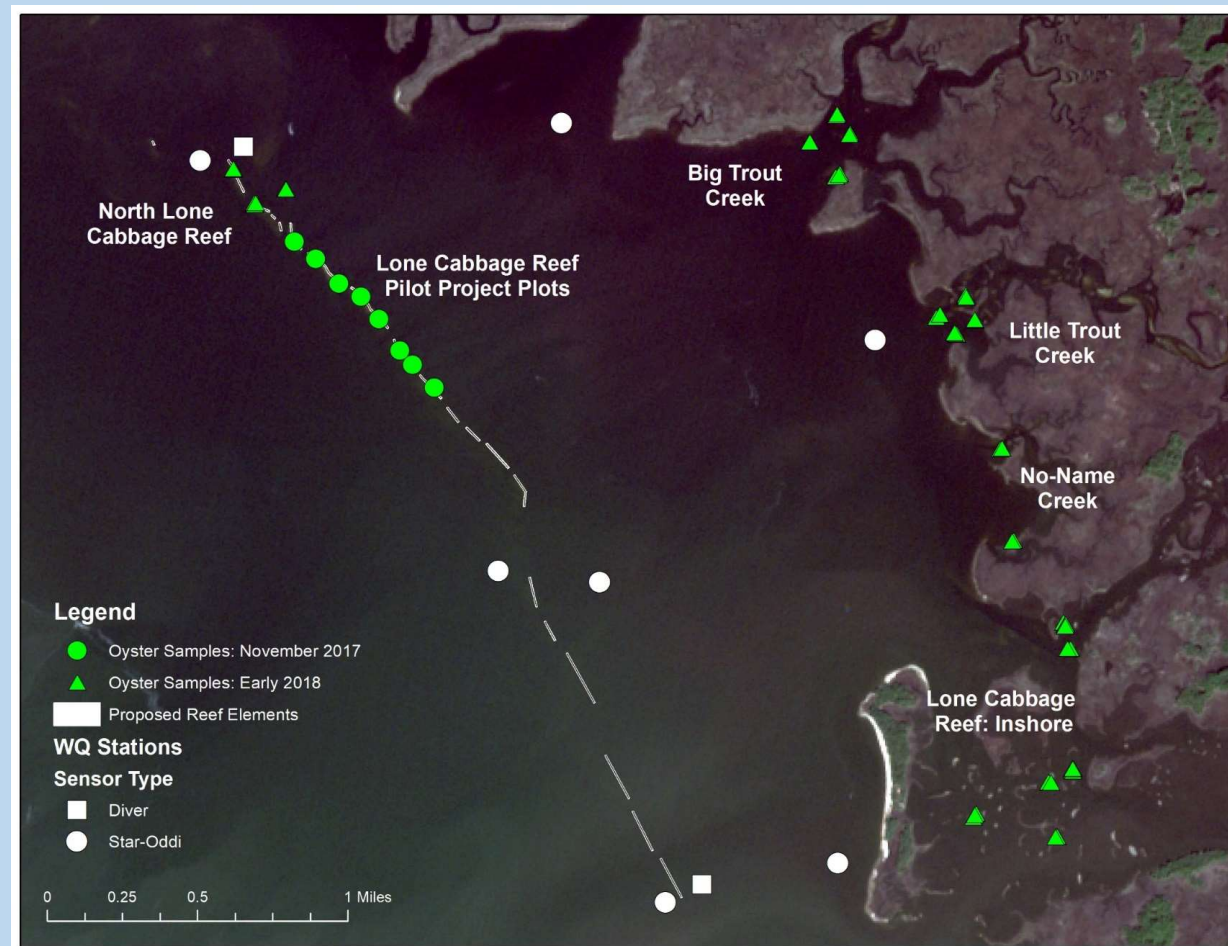 Big Trout
Creek
North Lone
Cabbage Reef
Lone Cabbage Reef
Pilot Project Plots
Little Trout
Creek
No-Name
Creek
Lone Cabbage
Reef: Inshore
Legend
Oyster Samples: November 2017
Oyster Samples: Early 2018
Proposed Reef Elements
WQ Stations
Sensor Type
Diver
Star-Oddi
0 0.5 1 Miles